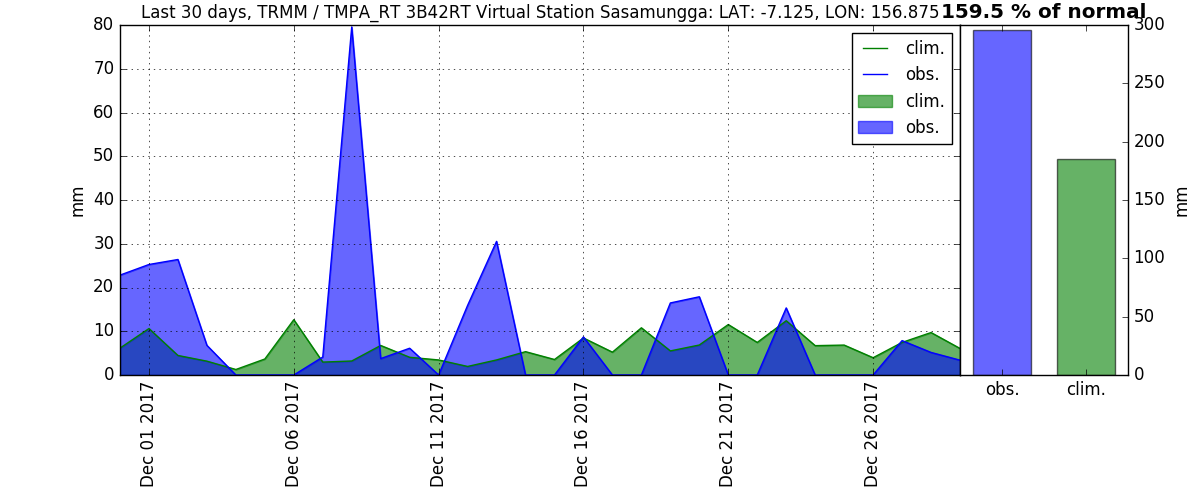 Last 30 days, TRMM / TMPA_RT 3B42RT Virtual Station Sasamungga: LAT: -7.125, LON: 156.875
159.5 % of normal
80
70
60
50
40
30
20
10
0
mm
clim.
obs.
clim.
obs.
300
250
200
150
100
50
0
mm
obs.
clim.
Dec 01 2017
Dec 06 2017
Dec 11 2017
Dec 16 2017
Dec 21 2017
Dec 26 2017